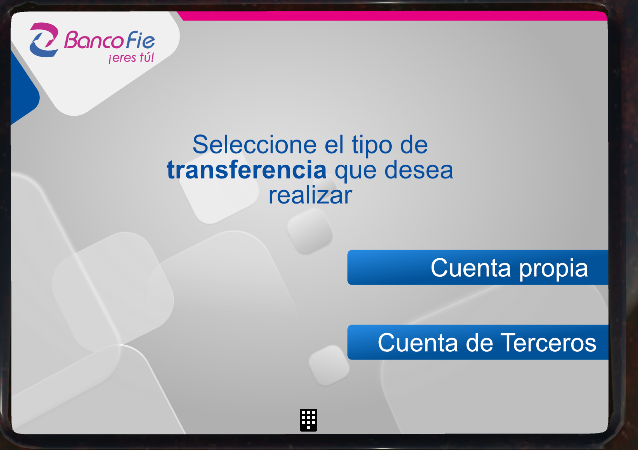 Banco Fie
¡eres tú!
Seleccione el tipo de
transferencia que desea
realizar
Cuenta propia
Cuenta de Terceros